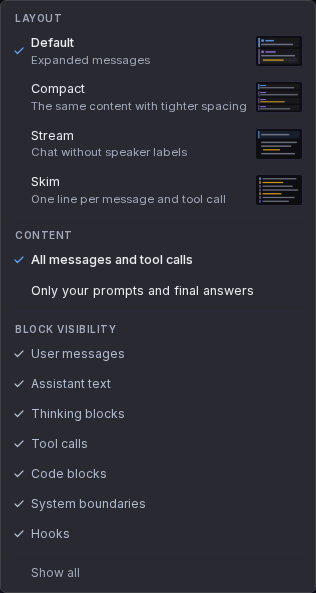 LAYOUT
Default
Expanded messages
Compact
The same content with tighter spacing
Stream
Chat without speaker labels
Skim
One line per message and tool call
CONTENT
All messages and tool calls
Only your prompts and final answers
BLOCK VISIBILITY
User messages
Assistant text
Thinking blocks
Tool calls
Code blocks
System boundaries
Hooks
Show all